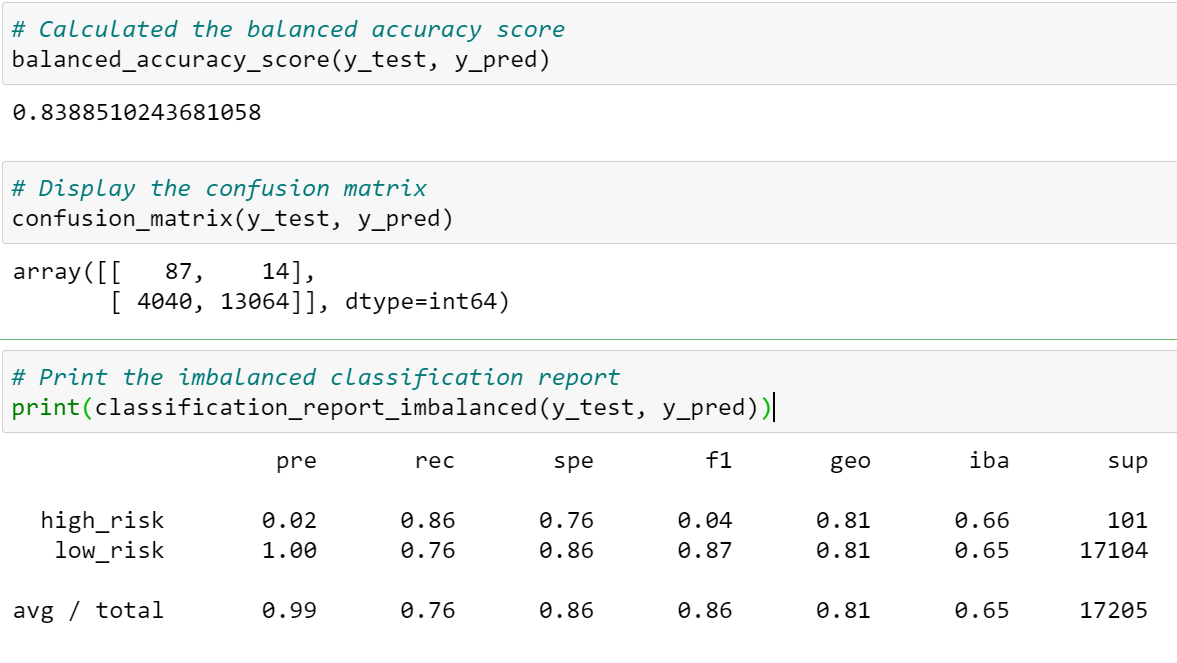 # Calculated the balanced accuracy score
balanced_accuracy_score(y_test, y_pred)
0.8388510243681058
# Display the confusion matrix
confusion_matrix(y_test, y_pred)
array([[   87,    14],
       [ 4040, 13064]], dtype=int64)
# Print the imbalanced classification report
print(classification_report_imbalanced(y_test, y_pred))
                   pre       rec       spe        f1       geo       iba       sup
  high_risk       0.02      0.86      0.76      0.04      0.81      0.66       101
   low_risk       1.00      0.76      0.86      0.87      0.81      0.65     17104
avg / total       0.99      0.76      0.86      0.86      0.81      0.65     17205